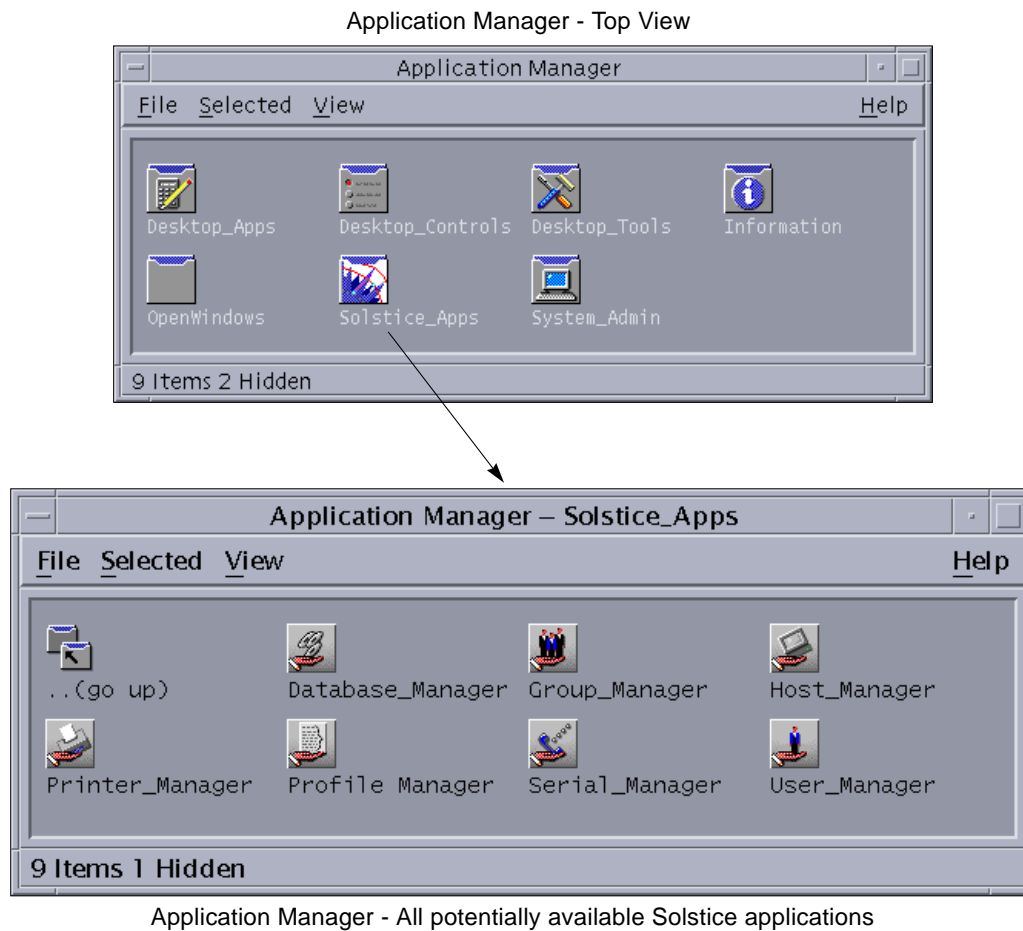 Application Manager - Top View
Application Manager
File Selected View Help
Desktop_Apps Desktop_Controls Desktop_Tools Information
OpenWindows Solstice_Apps System_Admin
9 Items 2 Hidden
Application Manager – Solstice_Apps
File Selected View Help
..(go up) Database_Manager Group_Manager Host_Manager
Printer_Manager Profile Manager Serial_Manager User_Manager
9 Items 1 Hidden
Application Manager - All potentially available Solstice applications